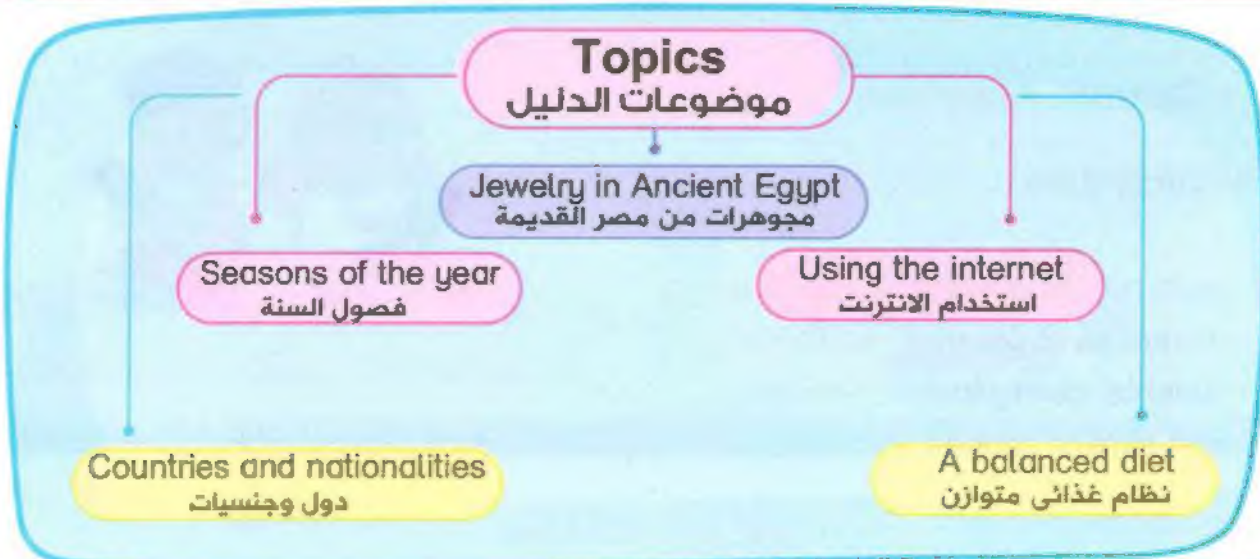 Topics
موضوعات الدليل
Jewelry in Ancient Egypt
مجوهرات من مصر القديمة
Seasons of the year
فصول السنة
Using the internet
استخدام الانترنت
Countries and nationalities
دول وجنسيات
A balanced diet
نظام غذائى متوازن